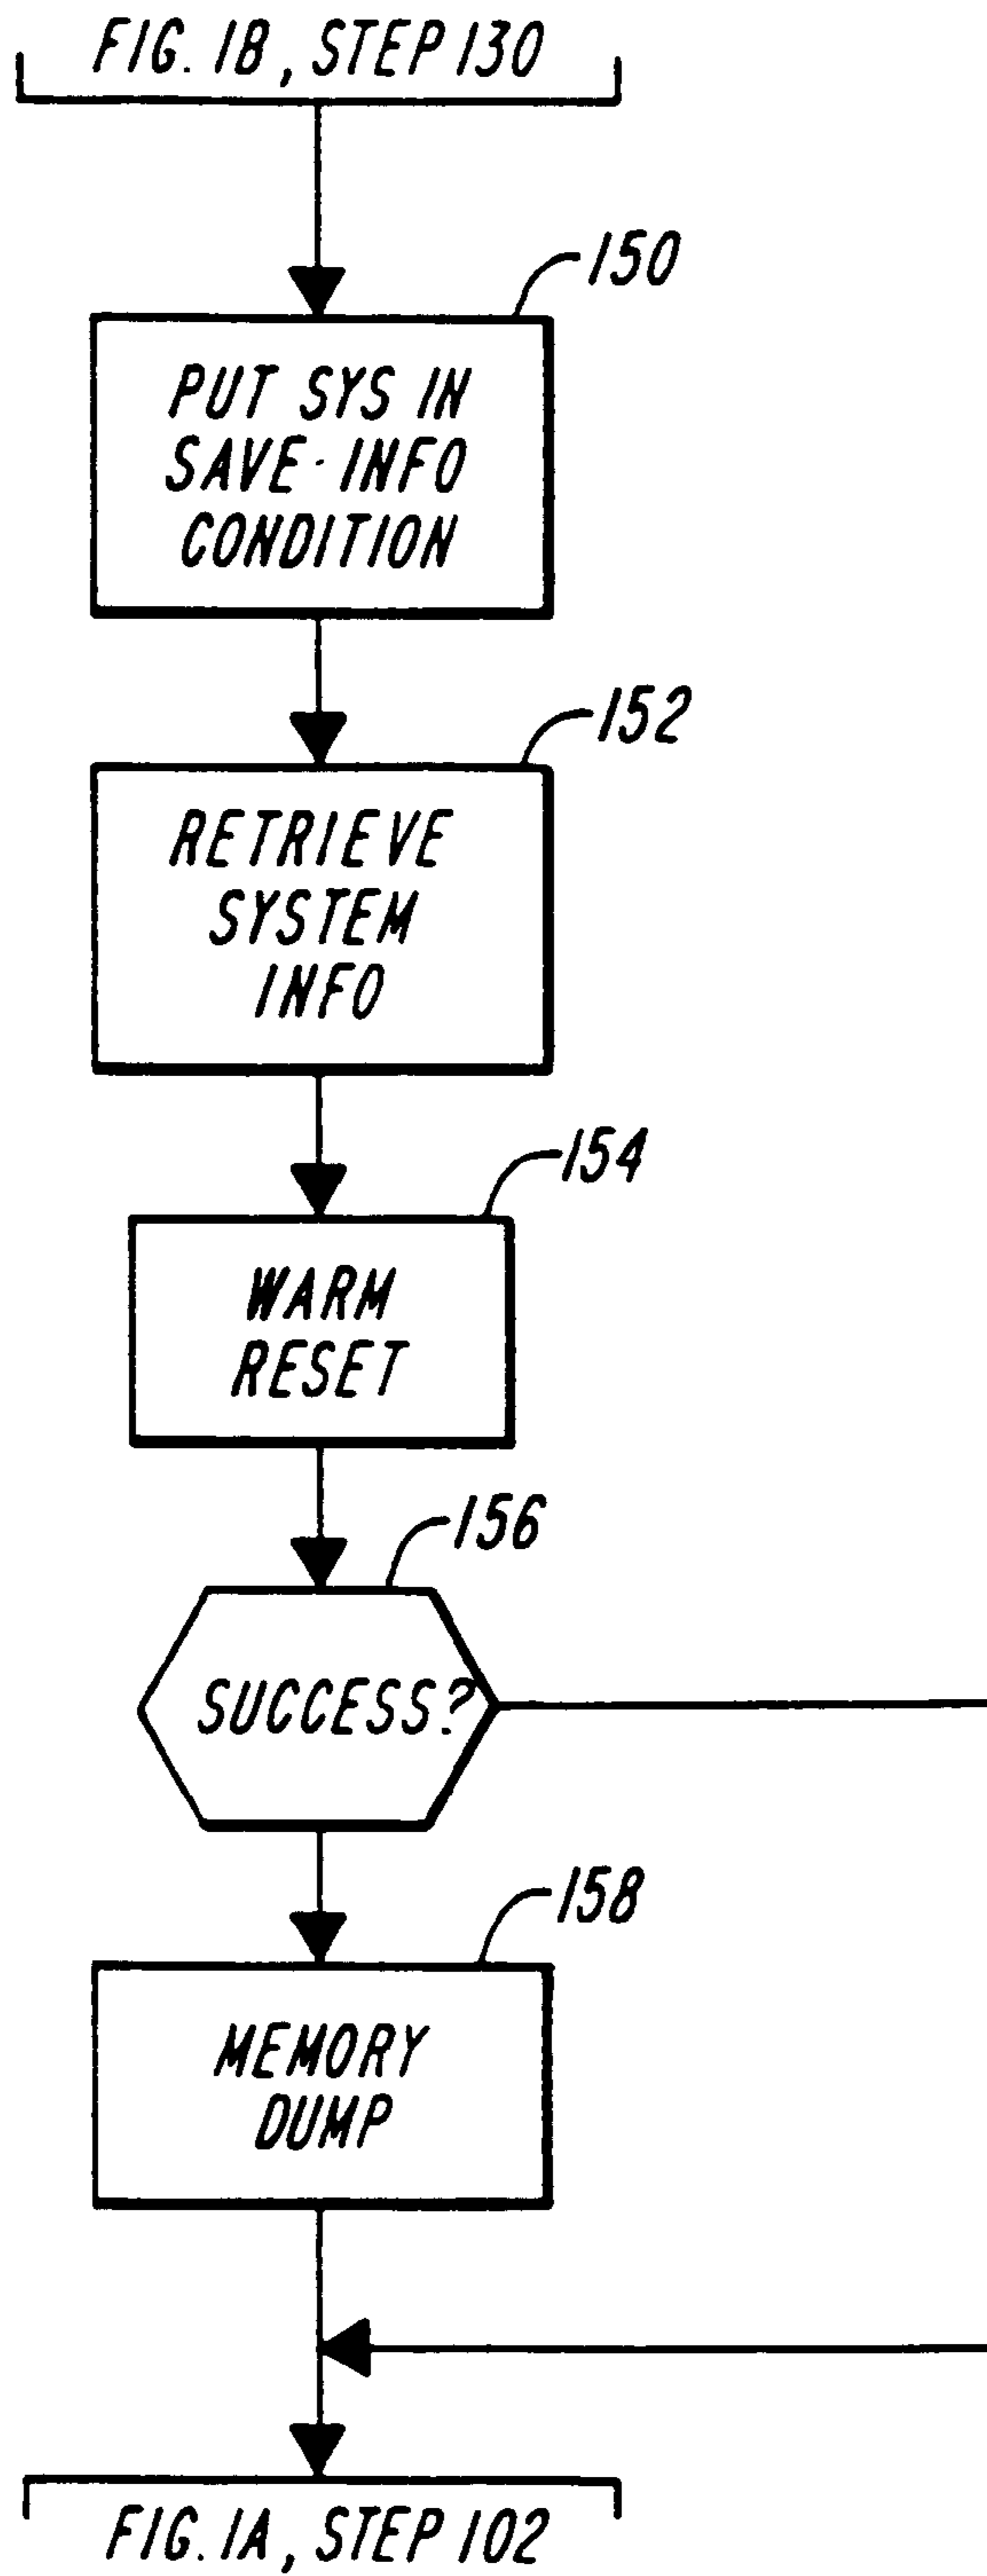 FIG. 1B, STEP 130
150
PUT SYS IN
SAVE-INFO
CONDITION
152
RETRIEVE
SYSTEM
INFO
154
WARM
RESET
156
SUCCESS?
158
MEMORY
DUMP
FIG. 1A, STEP 102